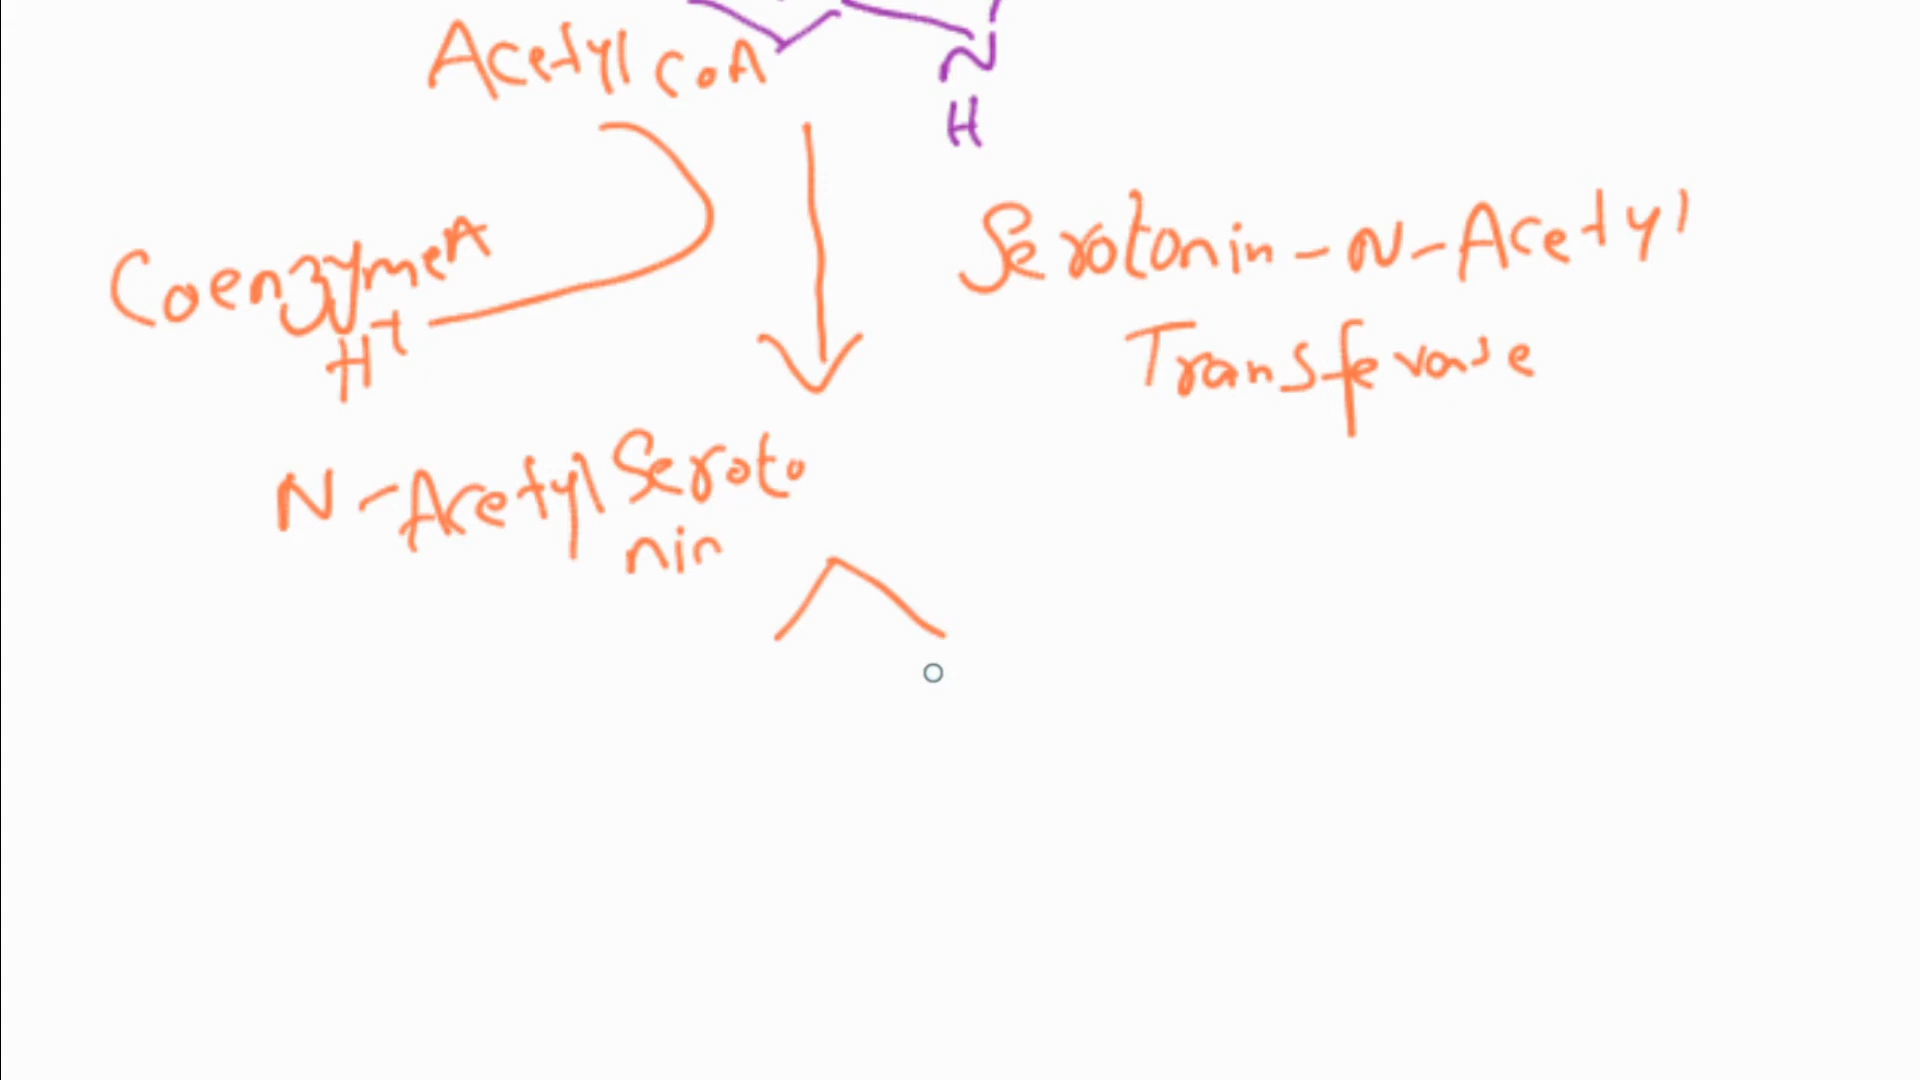 N
H
Acetyl CoA
Serotonin-N-Acetyl
Transferase
Coenzyme A
H+
N-Acetyl Seroto
nin